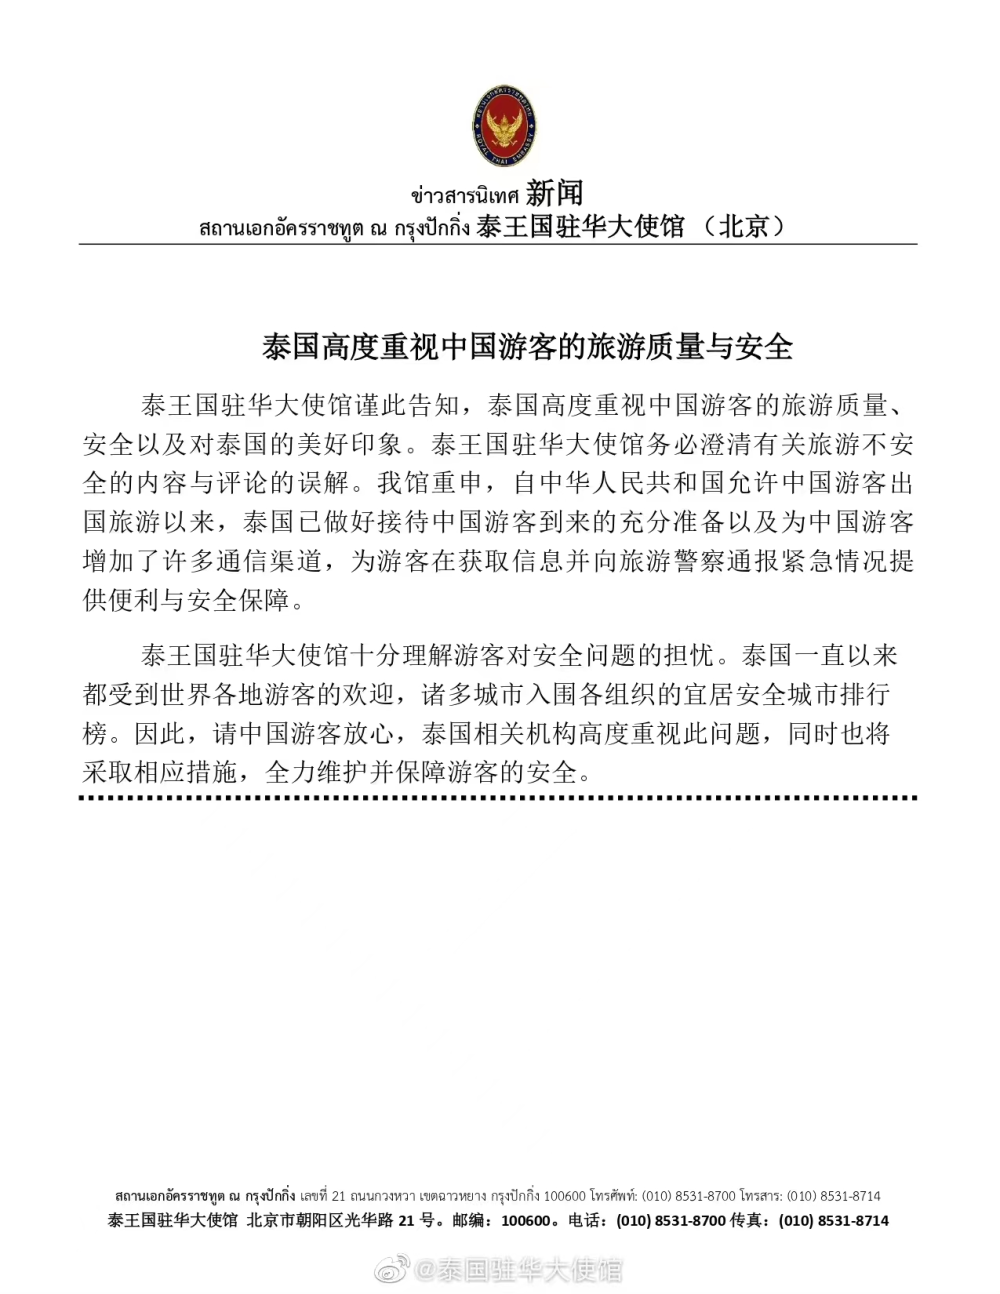 ROYAL THAI EMBASSY
ข่าวสารนิเทศ 新闻
สถานเอกอัครราชทูต ณ กรุงปักกิ่ง 泰王国驻华大使馆 （北京）
泰国高度重视中国游客的旅游质量与安全
泰王国驻华大使馆谨此告知，泰国高度重视中国游客的旅游质量、
安全以及对泰国的美好印象。泰王国驻华大使馆务必澄清有关旅游不安
全的内容与评论的误解。我馆重申，自中华人民共和国允许中国游客出
国旅游以来，泰国已做好接待中国游客到来的充分准备以及为中国游客
增加了许多通信渠道，为游客在获取信息并向旅游警察通报紧急情况提
供便利与安全保障。
泰王国驻华大使馆十分理解游客对安全问题的担忧。泰国一直以来
都受到世界各地游客的欢迎，诸多城市入围各组织的宜居安全城市排行
榜。因此，请中国游客放心，泰国相关机构高度重视此问题，同时也将
采取相应措施，全力维护并保障游客的安全。
สถานเอกอัครราชทูต ณ กรุงปักกิ่ง เลขที่ 21 ถนนกวงหวา เขตฉาวหยาง กรุงปักกิ่ง 100600 โทรศัพท์: (010) 8531-8700 โทรสาร: (010) 8531-8714
泰王国驻华大使馆 北京市朝阳区光华路 21 号。邮编：100600。电话：(010) 8531-8700 传真：(010) 8531-8714
@泰国驻华大使馆